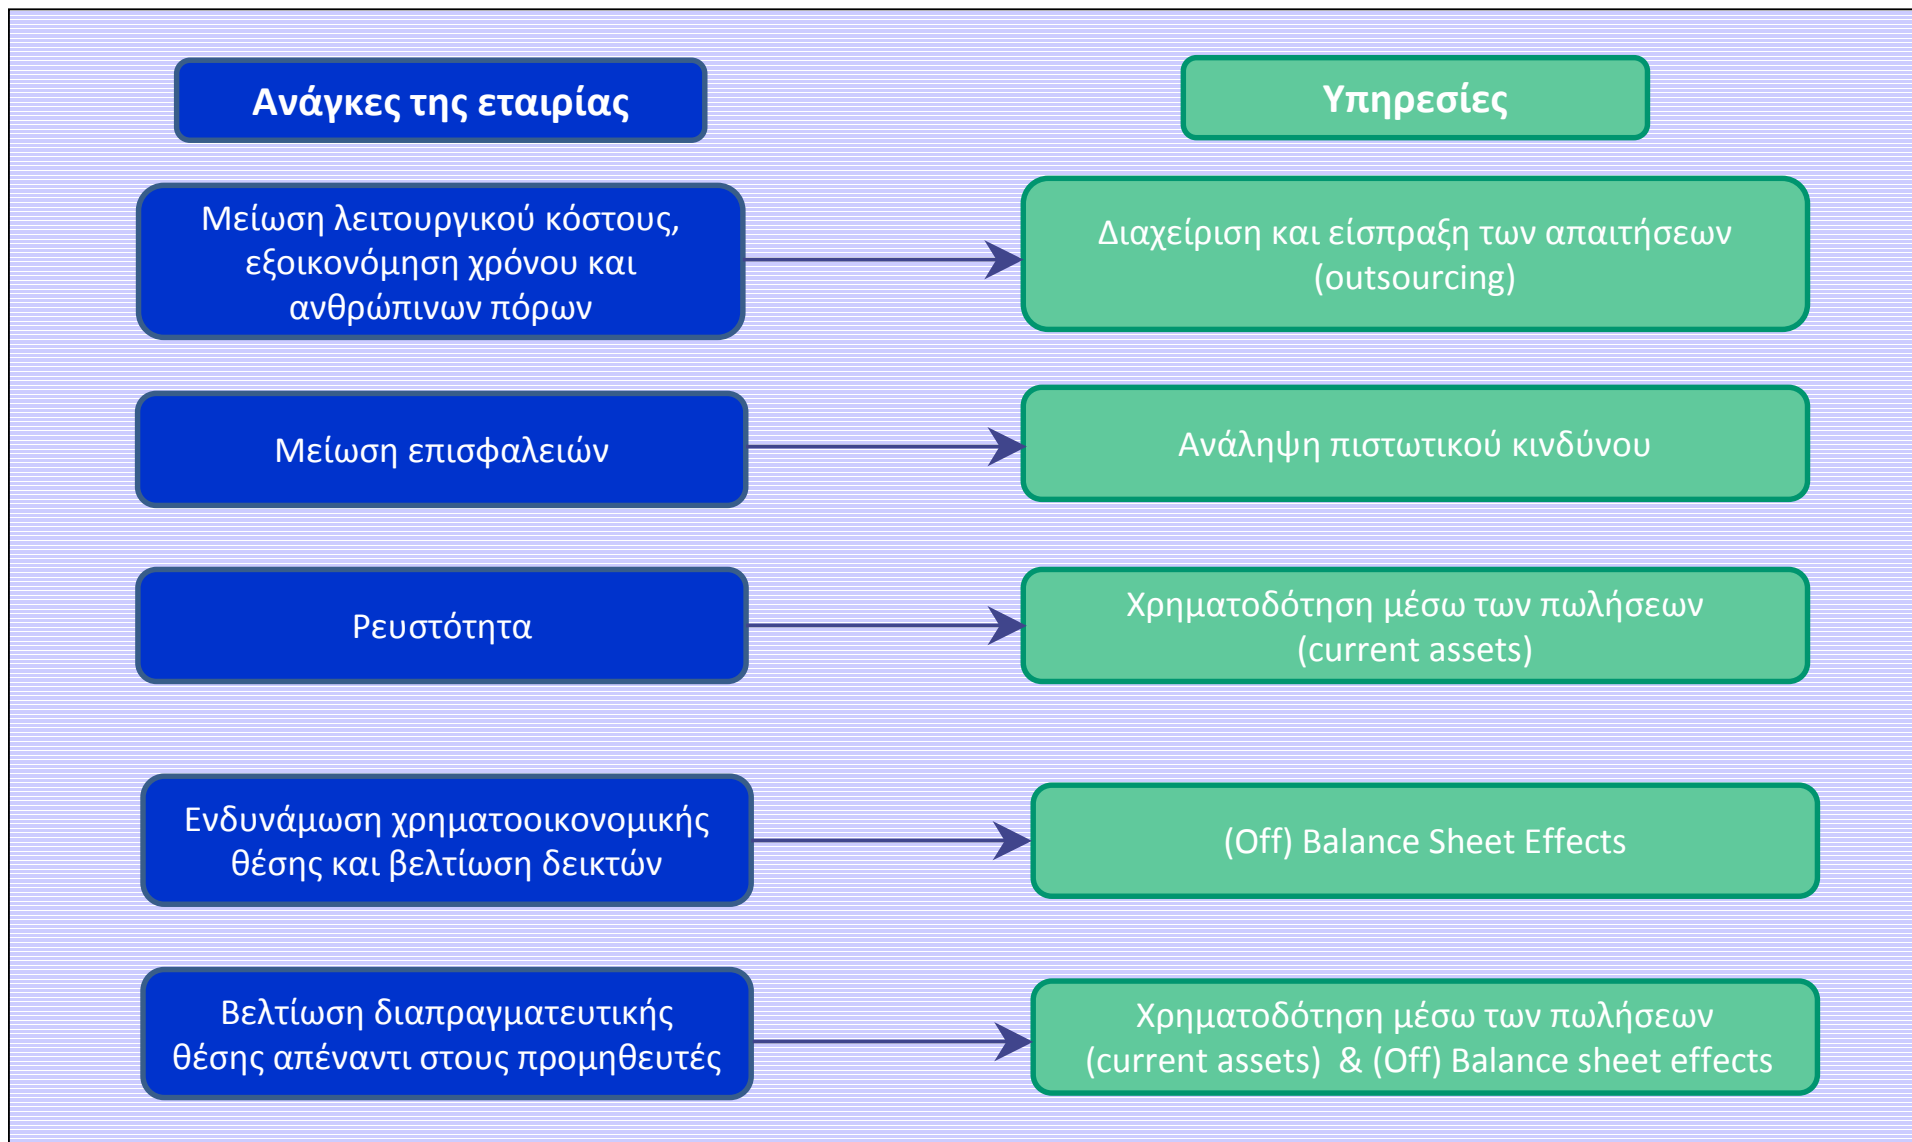 Ανάγκες της εταιρίας
Υπηρεσίες
Μείωση λειτουργικού κόστους,
εξοικονόμηση χρόνου και
ανθρώπινων πόρων
Διαχείριση και είσπραξη των απαιτήσεων
(outsourcing)
Μείωση επισφαλειών
Ανάληψη πιστωτικού κινδύνου
Ρευστότητα
Χρηματοδότηση μέσω των πωλήσεων
(current assets)
Ενδυνάμωση χρηματοοικονομικής
θέσης και βελτίωση δεικτών
(Off) Balance Sheet Effects
Βελτίωση διαπραγματευτικής
θέσης απέναντι στους προμηθευτές
Χρηματοδότηση μέσω των πωλήσεων
(current assets)  & (Off) Balance sheet effects